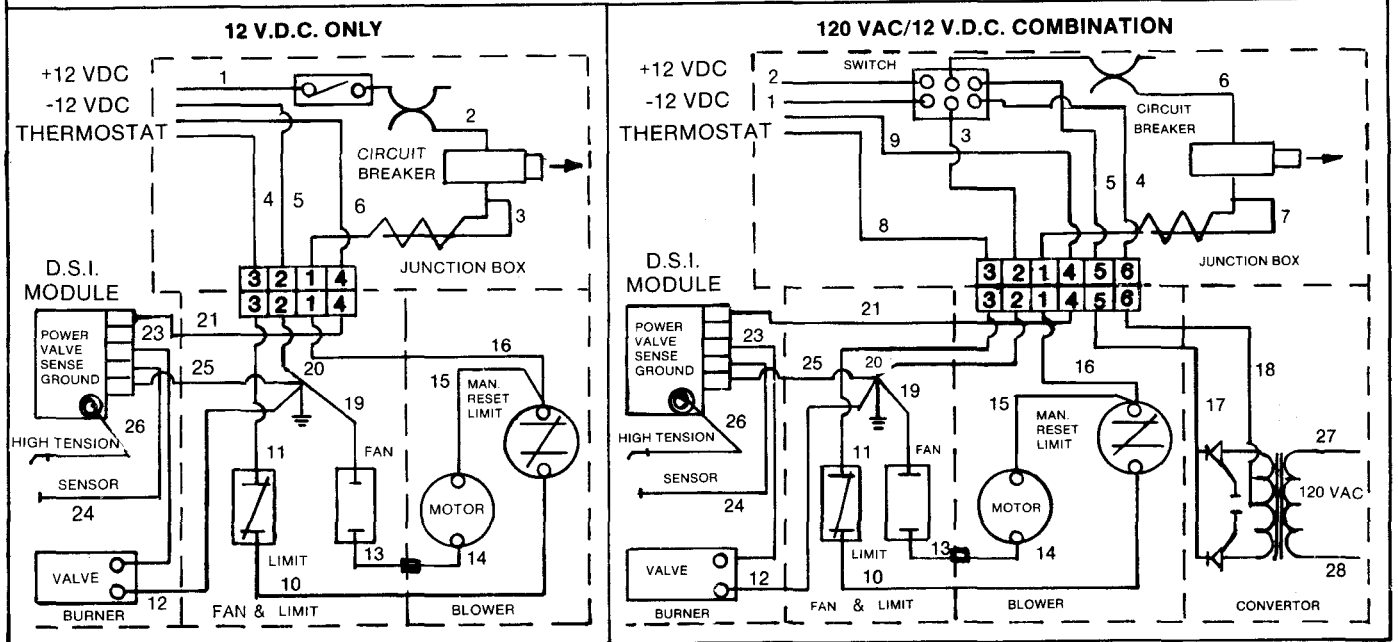 12 V.D.C. ONLY
+12 VDC
-12 VDC
THERMOSTAT
1
2
CIRCUIT
BREAKER
4
5
6
3
JUNCTION BOX
3 2 1 4
3 2 1 4
D.S.I.
MODULE
POWER
VALVE
SENSE
GROUND
23
21
25
20
16
15
MAN.
RESET
LIMIT
19
26
HIGH TENSION
11
FAN
SENSOR
24
MOTOR
LIMIT
13
14
10
VALVE
12
BURNER
FAN & LIMIT
BLOWER
120 VAC/12 V.D.C. COMBINATION
SWITCH
+12 VDC
-12 VDC
THERMOSTAT
2
1
6
CIRCUIT
BREAKER
9
3
5
4
8
7
JUNCTION BOX
3 2 1 4 5 6
3 2 1 4 5 6
D.S.I.
MODULE
POWER
VALVE
SENSE
GROUND
23
21
25
20
19
16
18
15
MAN.
RESET
LIMIT
17
26
HIGH TENSION
11
FAN
27
SENSOR
24
MOTOR
120 VAC
LIMIT
13
14
10
28
VALVE
12
BURNER
FAN & LIMIT
BLOWER
CONVERTOR